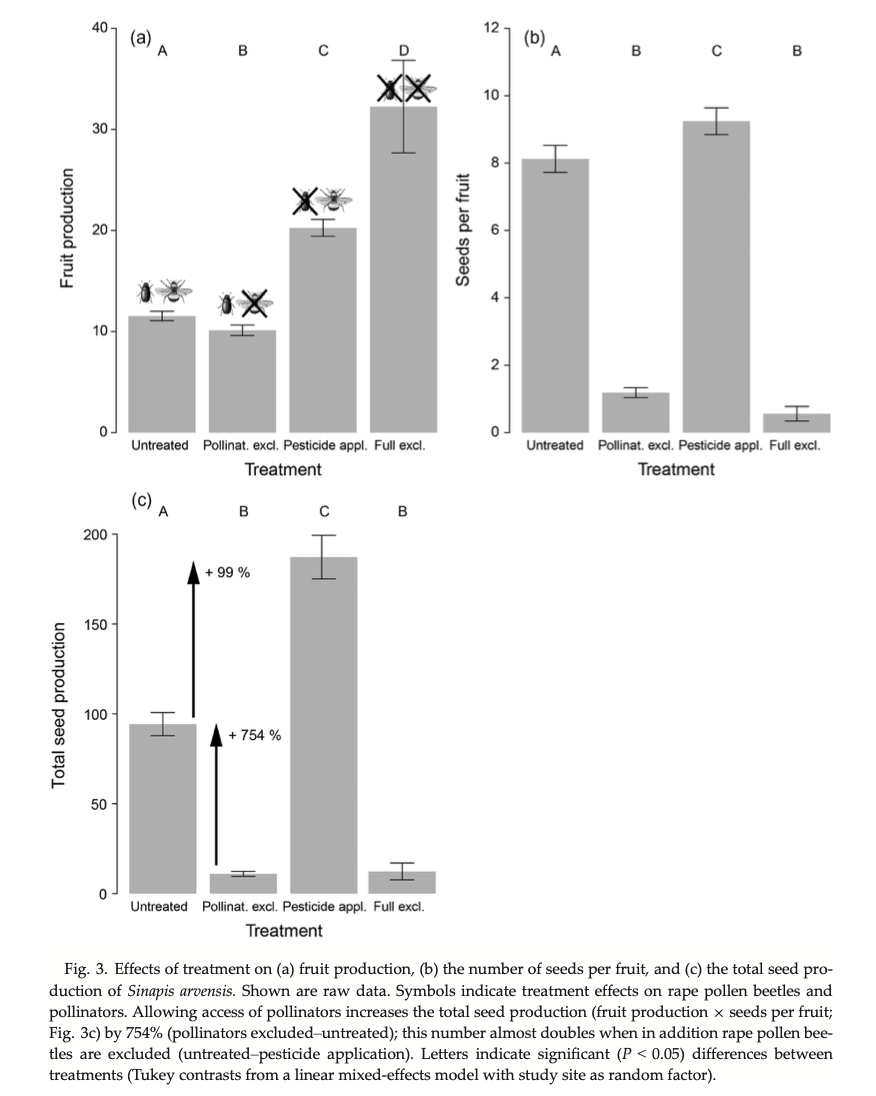 (a)
A B C D
40
30
20
10
0
Fruit production
Untreated Pollinat. excl. Pesticide appl. Full excl.
Treatment
(b)
A B C B
12
10
8
6
4
2
0
Seeds per fruit
Untreated Pollinat. excl. Pesticide appl. Full excl.
Treatment
(c)
A B C B
200
150
100
50
0
Total seed production
+ 99 %
+ 754 %
Untreated Pollinat. excl. Pesticide appl. Full excl.
Treatment
Fig. 3. Effects of treatment on (a) fruit production, (b) the number of seeds per fruit, and (c) the total seed pro-
duction of Sinapis arvensis. Shown are raw data. Symbols indicate treatment effects on rape pollen beetles and
pollinators. Allowing access of pollinators increases the total seed production (fruit production × seeds per fruit;
Fig. 3c) by 754% (pollinators excluded–untreated); this number almost doubles when in addition rape pollen bee-
tles are excluded (untreated–pesticide application). Letters indicate significant (P < 0.05) differences between
treatments (Tukey contrasts from a linear mixed-effects model with study site as random factor).